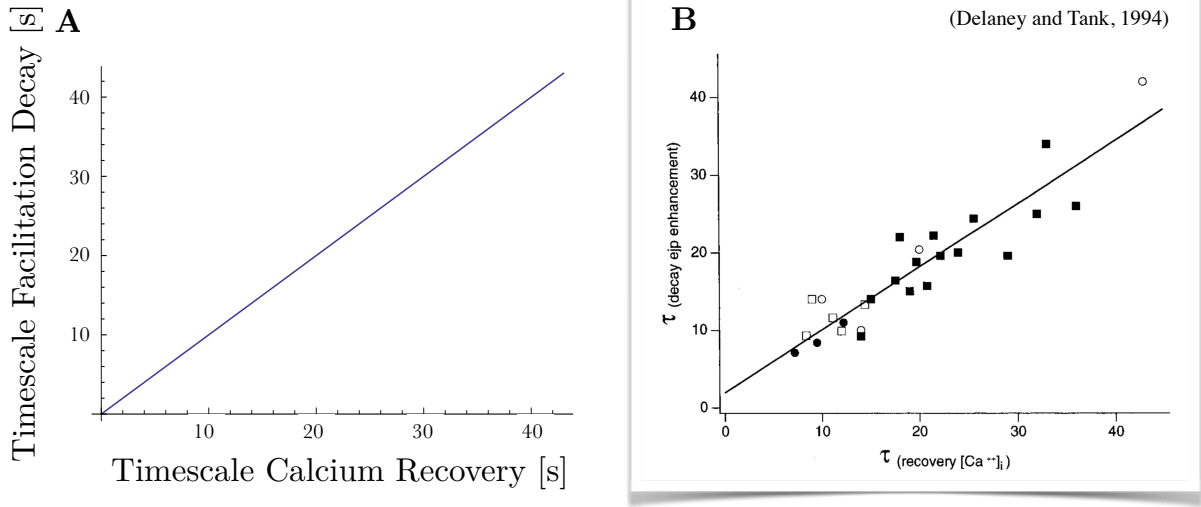 A
Timescale Facilitation Decay [s]
40
30
20
10
10 20 30 40
Timescale Calcium Recovery [s]
B
(Delaney and Tank, 1994)
τ (decay ejp enhancement)
40
30
20
10
0
0 10 20 30 40
τ (recovery [Ca ++]i )